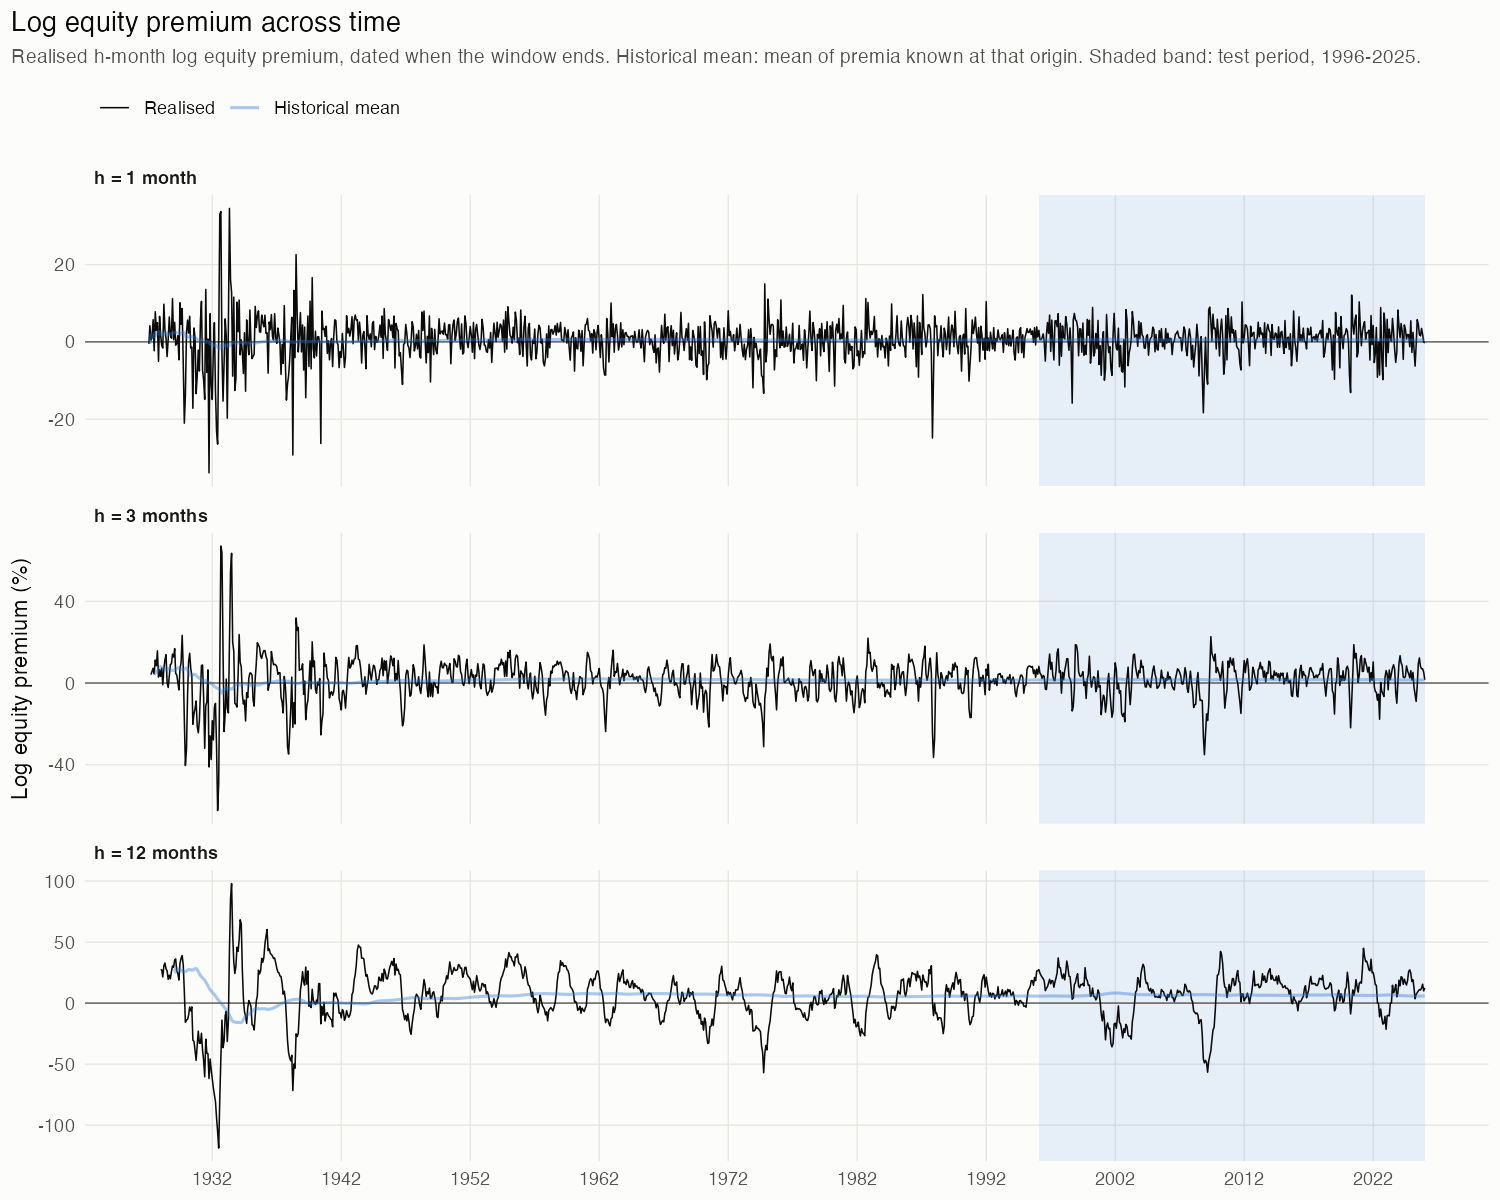 Log equity premium across time
Realised h-month log equity premium, dated when the window ends. Historical mean: mean of premia known at that origin. Shaded band: test period, 1996-2025.
Realised
Historical mean
h = 1 month
20
0
-20
h = 3 months
40
0
-40
Log equity premium (%)
h = 12 months
100
50
0
-50
-100
1932 1942 1952 1962 1972 1982 1992 2002 2012 2022